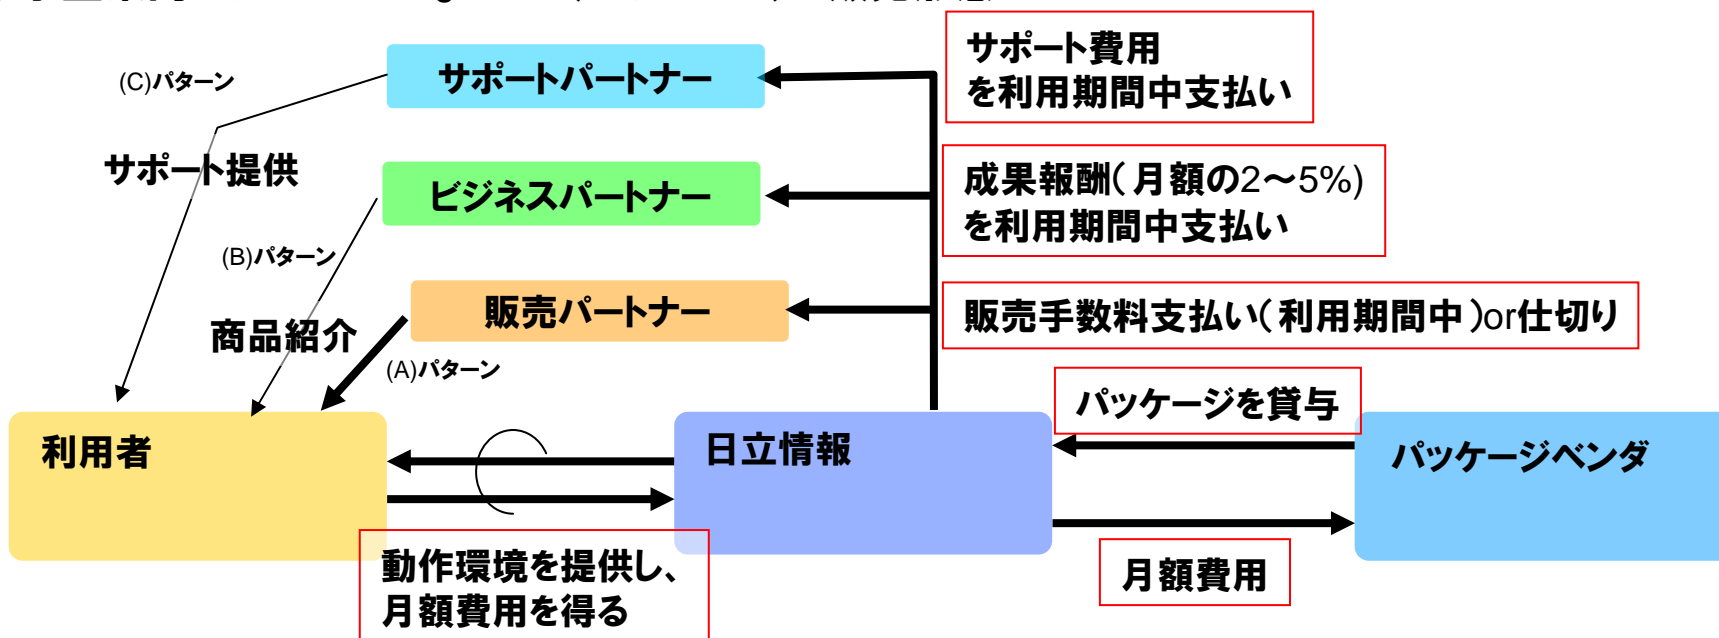 サポートパートナー
サポート費用
を利用期間中支払い
(C)パターン
サポート提供
ビジネスパートナー
成果報酬(月額の2～5%)
を利用期間中支払い
(B)パターン
商品紹介
販売パートナー
販売手数料支払い(利用期間中)or仕切り
(A)パターン
パッケージを貸与
利用者
日立情報
パッケージベンダ
動作環境を提供し、
月額費用を得る
月額費用